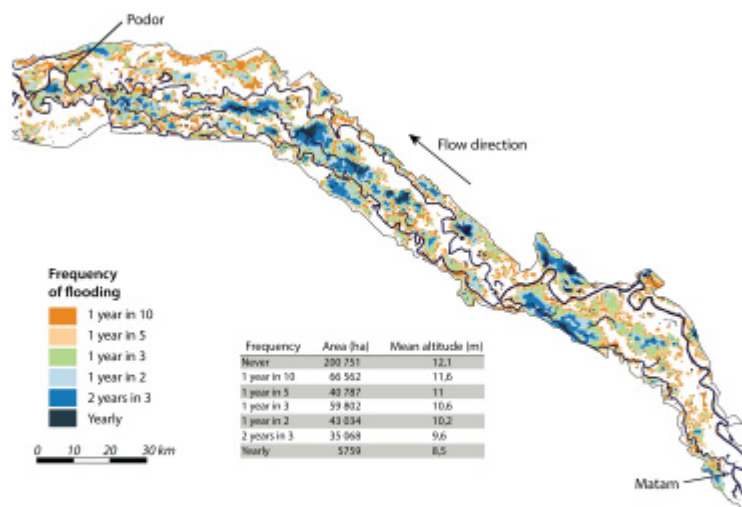 Podor
Flow direction
Frequency
of flooding
1 year in 10
1 year in 5
1 year in 3
1 year in 2
2 years in 3
Yearly
0 10 20 30 km
Frequency Area (ha) Mean altitude (m)
Never 200 751 12,1
1 year in 10 66 562 11,6
1 year in 5 40 787 11
1 year in 3 59 802 10,6
1 year in 2 43 034 10,2
2 years in 3 35 068 9,6
Yearly 5759 8,5
Matam